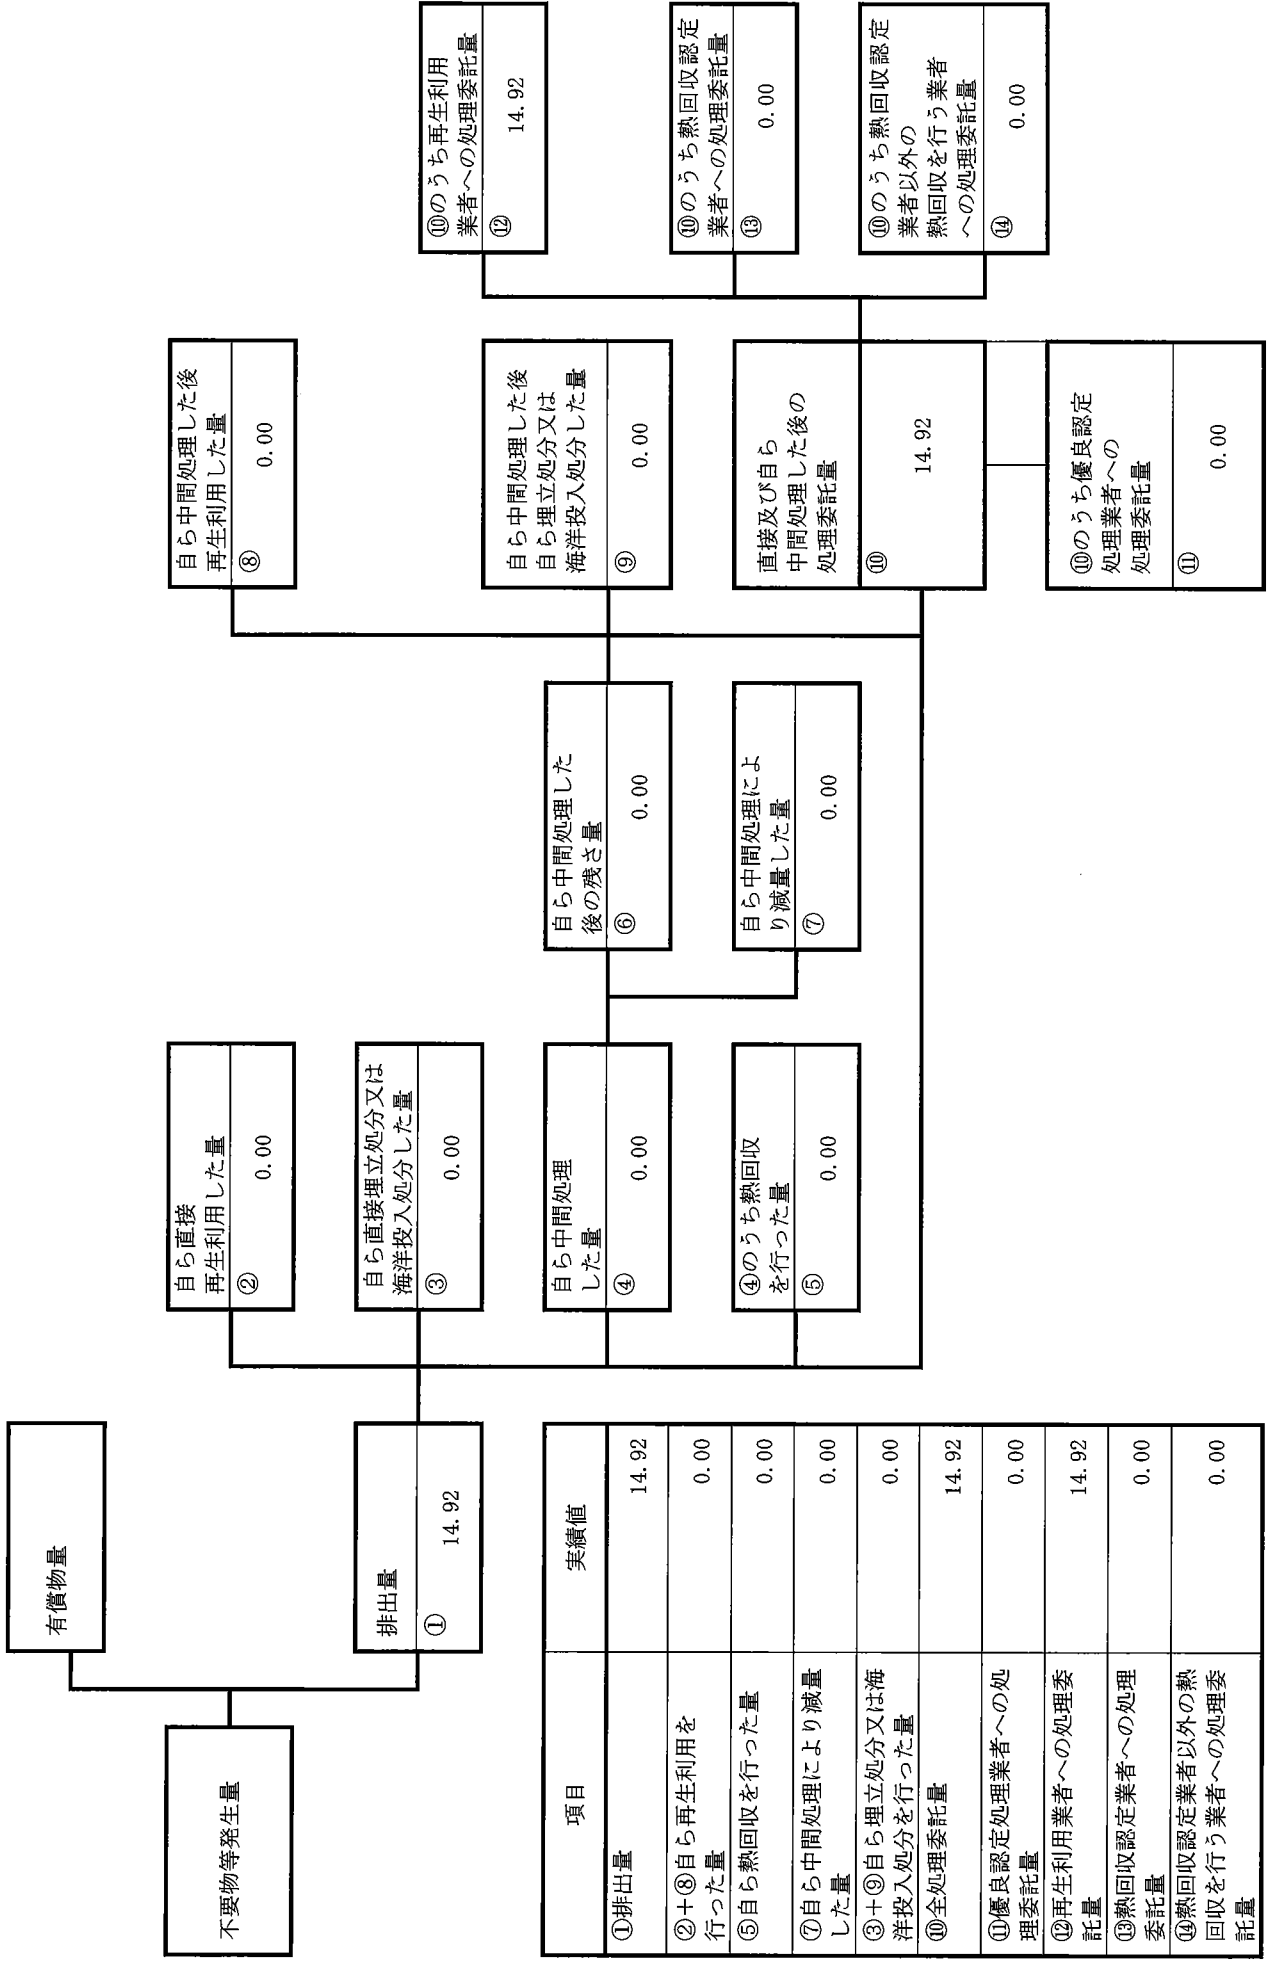 不要物等発生量
有償物量
排出量
①
14.92
自ら直接
再生利用した量
②
0.00
自ら直接埋立処分又は
海洋投入処分した量
③
0.00
自ら中間処理
した量
④
0.00
④のうち熱回収
を行った量
⑤
0.00
自ら中間処理した
後の残さ量
⑥
0.00
自ら中間処理によ
り減量した量
⑦
0.00
自ら中間処理した後
再生利用した量
⑧
0.00
自ら中間処理した後
自ら埋立処分又は
海洋投入処分した量
⑨
0.00
直接及び自ら
中間処理した後の
処理委託量
⑩
14.92
⑩のうち優良認定
処理業者への
処理委託量
⑪
0.00
⑩のうち再生利用
業者への処理委託量
⑫
14.92
⑩のうち熱回収認定
業者への処理委託量
⑬
0.00
⑩のうち熱回収認定
業者以外の
熱回収を行う業者
への処理委託量
⑭
0.00
項目 実績値
①排出量 14.92
②+⑧自ら再生利用を
行った量 0.00
⑤自ら熱回収を行った量 0.00
⑦自ら中間処理により減量
した量 0.00
③+⑨自ら埋立処分又は海
洋投入処分を行った量 0.00
⑩全処理委託量 14.92
⑪優良認定処理業者への処
理委託量 0.00
⑫再生利用業者への処理委
託量 14.92
⑬熱回収認定業者への処理
委託量 0.00
⑭熱回収認定業者以外の熱
回収を行う業者への処理委
託量 0.00